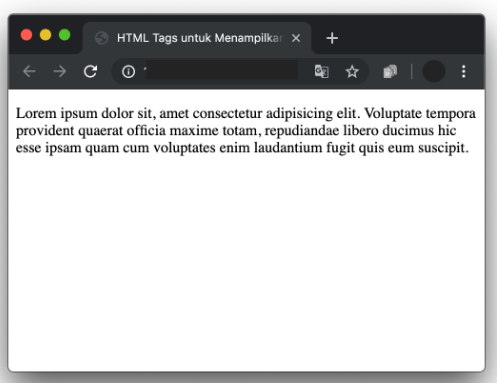 HTML Tags untuk Menampilkan
Lorem ipsum dolor sit, amet consectetur adipisicing elit. Voluptate tempora
provident quaerat officia maxime totam, repudiandae libero ducimus hic
esse ipsam quam cum voluptates enim laudantium fugit quis eum suscipit.